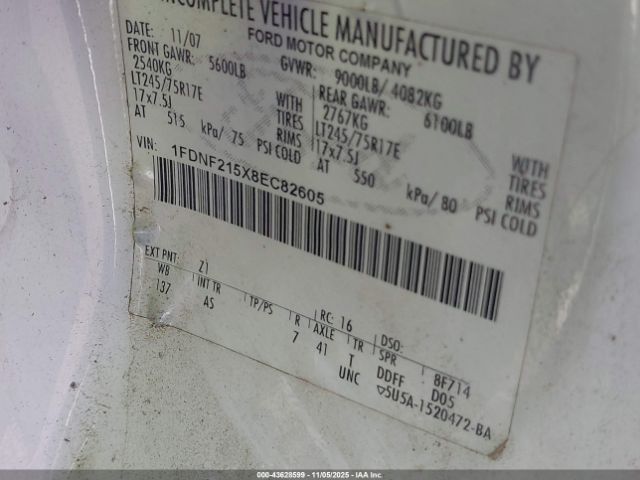 INCOMPLETE VEHICLE MANUFACTURED BY
FORD MOTOR COMPANY
DATE: 11/07 GVWR: 9000LB/ 4082KG
FRONT GAWR: 5600LB REAR GAWR: 6100LB
2540KG WITH 2767KG WITH
LT245/75R17E TIRES LT245/75R17E TIRES
17x7.5J RIMS 17x7.5J RIMS
AT 515 kPa/ 75 PSI COLD AT 550 kPa/ 80 PSI COLD
VIN: 1FDNF215X8EC82605
EXT PNT: Z1 RC: 16 DSO:
WB INT TR TP/PS R AXLE TR SPR 8F714
137 AS 7 41 T DDFF D05
UNC ▽5U5A-1520472-BA
000-43628599 - 11/05/2025 - IAA Inc.